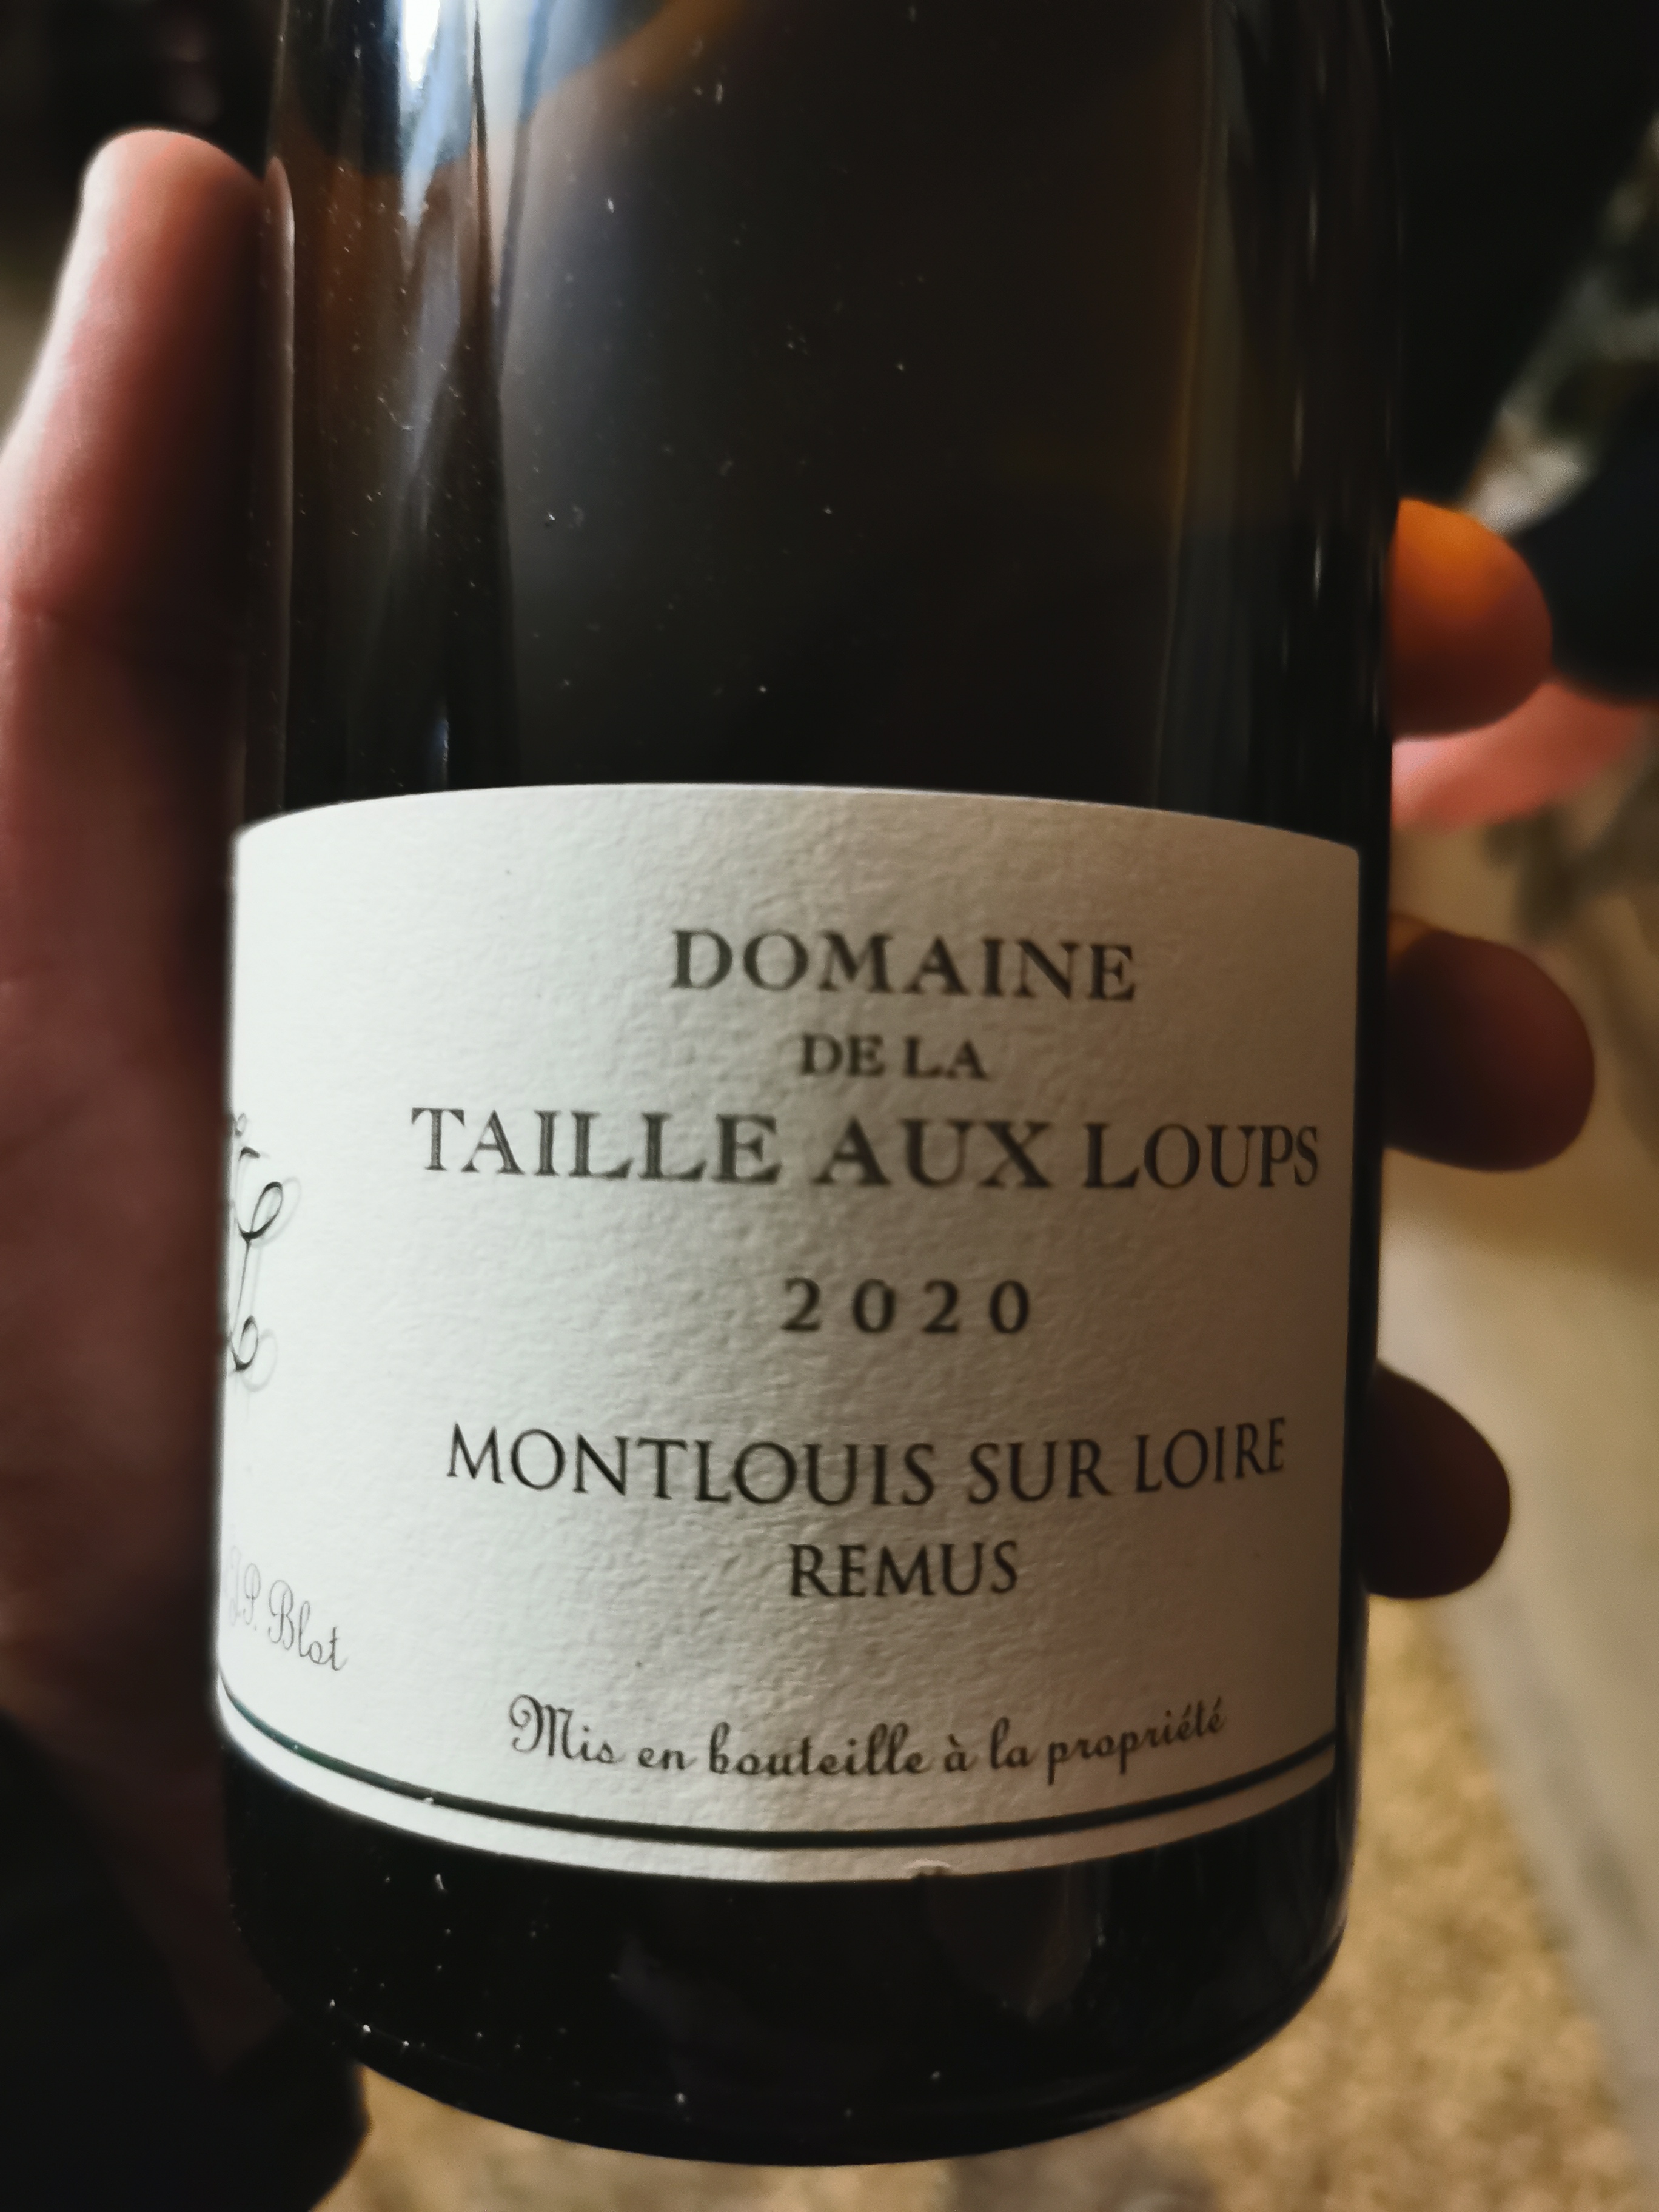 DOMAINE
DE LA
TAILLE AUX LOUPS
2020
MONTLOUIS SUR LOIRE
REMUS
J.P. Blot
Mis en bouteille à la propriété